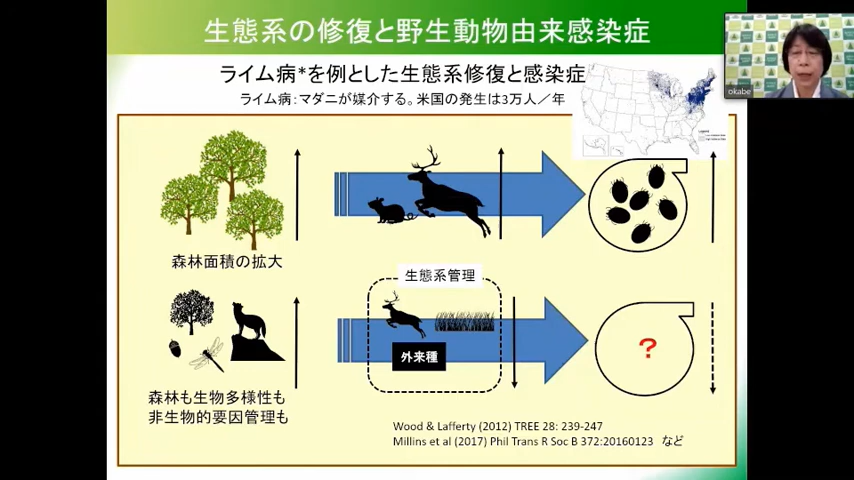 生態系の修復と野生動物由来感染症
ライム病*を例とした生態系修復と感染症
ライム病：マダニが媒介する。米国の発生は3万人／年
okabe
森林面積の拡大
生態系管理
外来種
?
森林も生物多様性も
非生物的要因管理も
Wood & Lafferty (2012) TREE 28: 239-247
Millins et al (2017) Phil Trans R Soc B 372:20160123 など